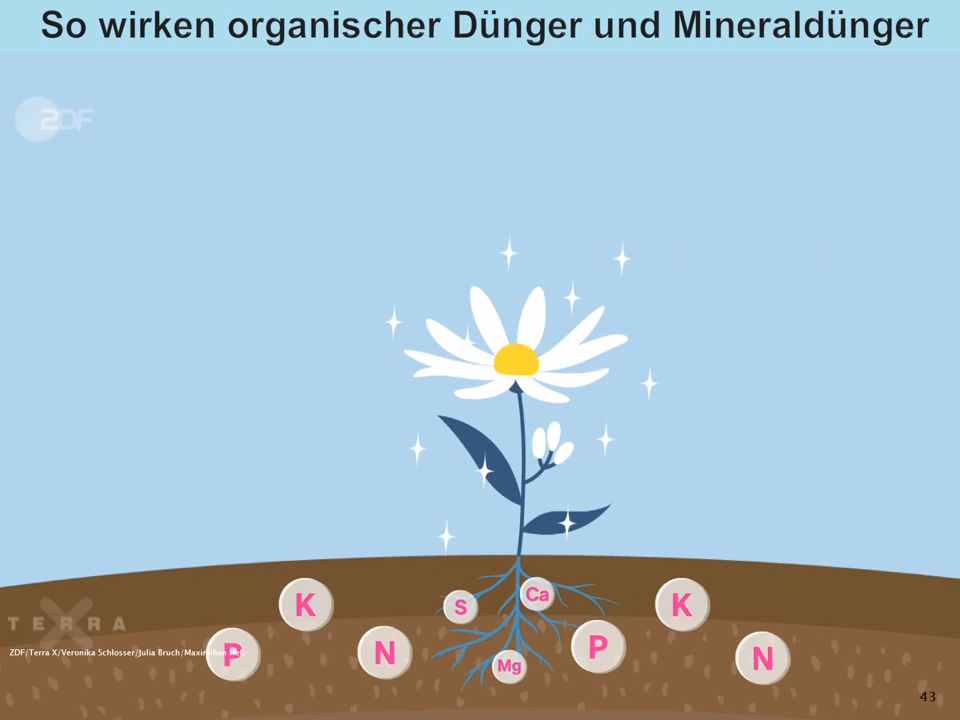 So wirken organischer Dünger und Mineraldünger
ZDF
K
S
Ca
K
TERRA X
P
N
Mg
P
N
ZDF/Terra X/Veronika Schlosser/Julia Bruch/Maximilian
43